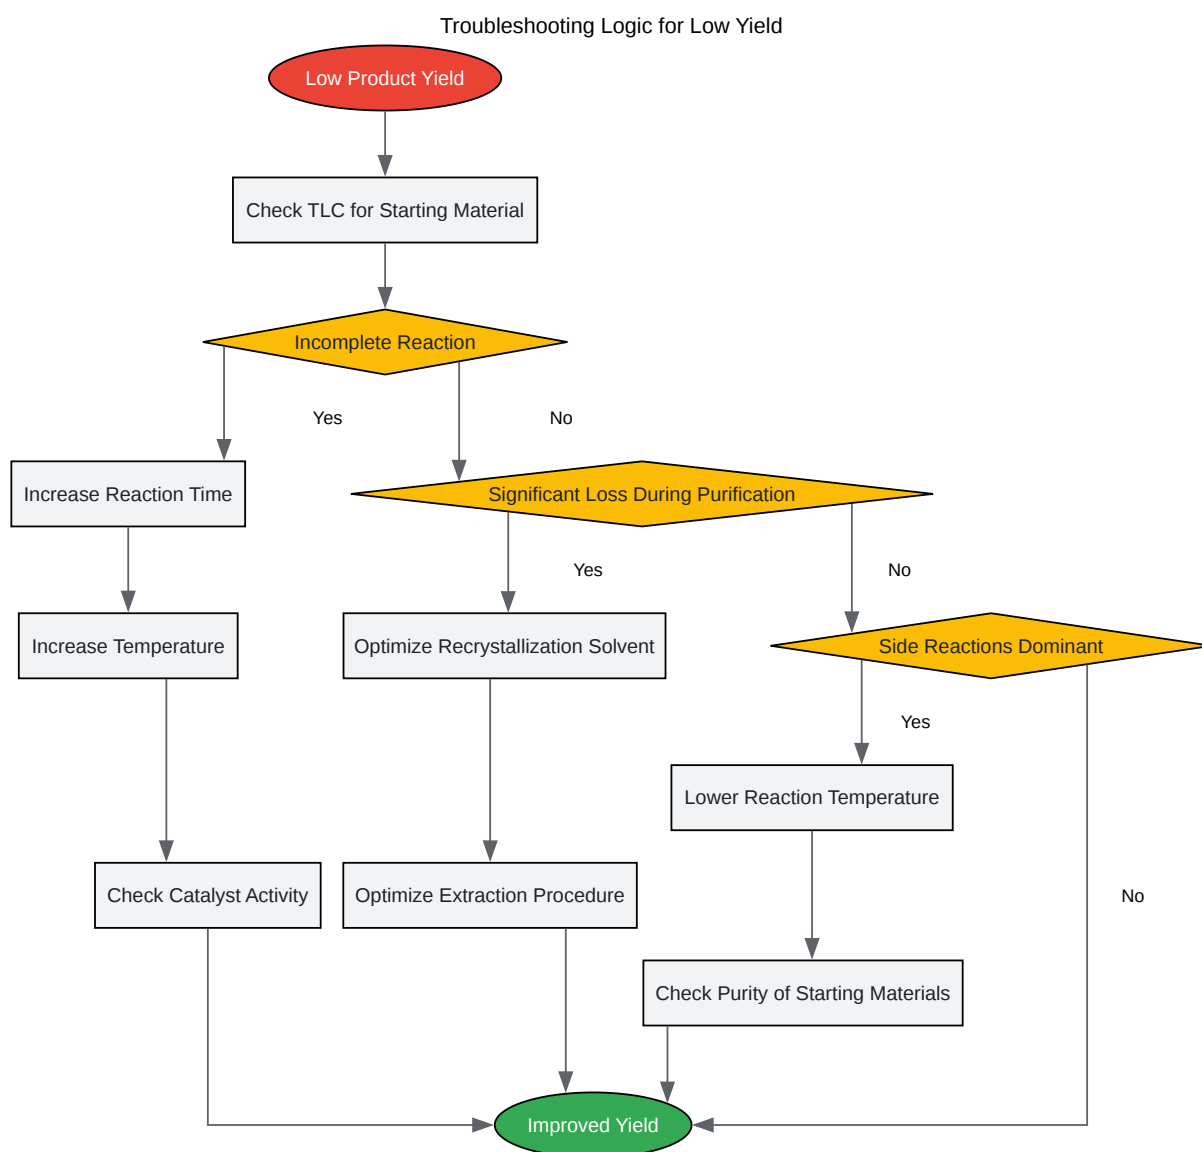 Troubleshooting Logic for Low Yield
Low Product Yield
Check TLC for Starting Material
Incomplete Reaction
Yes
No
Increase Reaction Time
Significant Loss During Purification
Yes
No
Increase Temperature
Optimize Recrystallization Solvent
Side Reactions Dominant
Yes
Lower Reaction Temperature
Check Catalyst Activity
Optimize Extraction Procedure
No
Check Purity of Starting Materials
Improved Yield